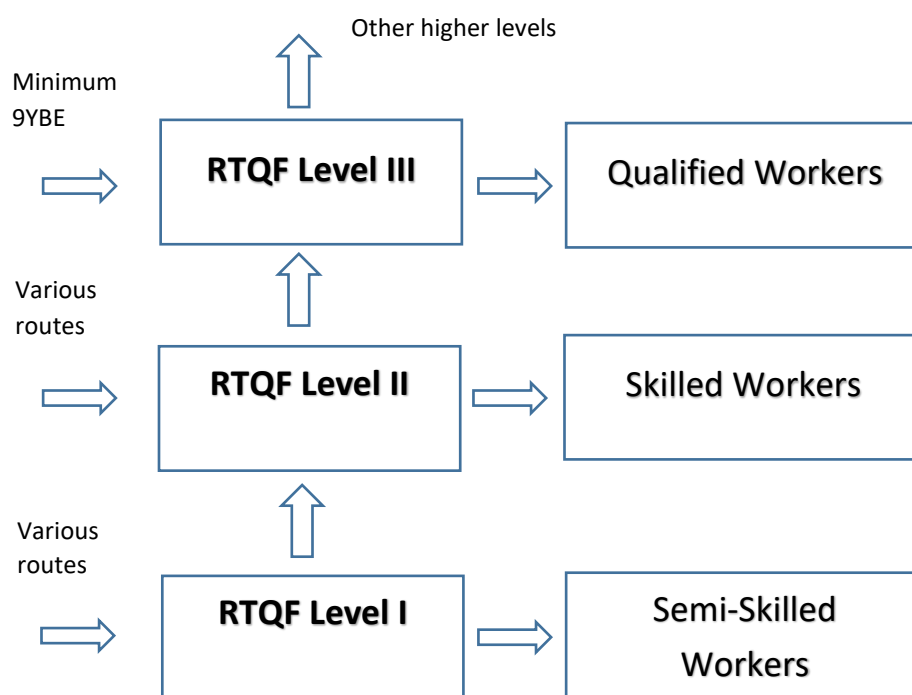 Other higher levels
Minimum
9YBE
RTQF Level III
Qualified Workers
Various
routes
RTQF Level II
Skilled Workers
Various
routes
RTQF Level I
Semi-Skilled
Workers